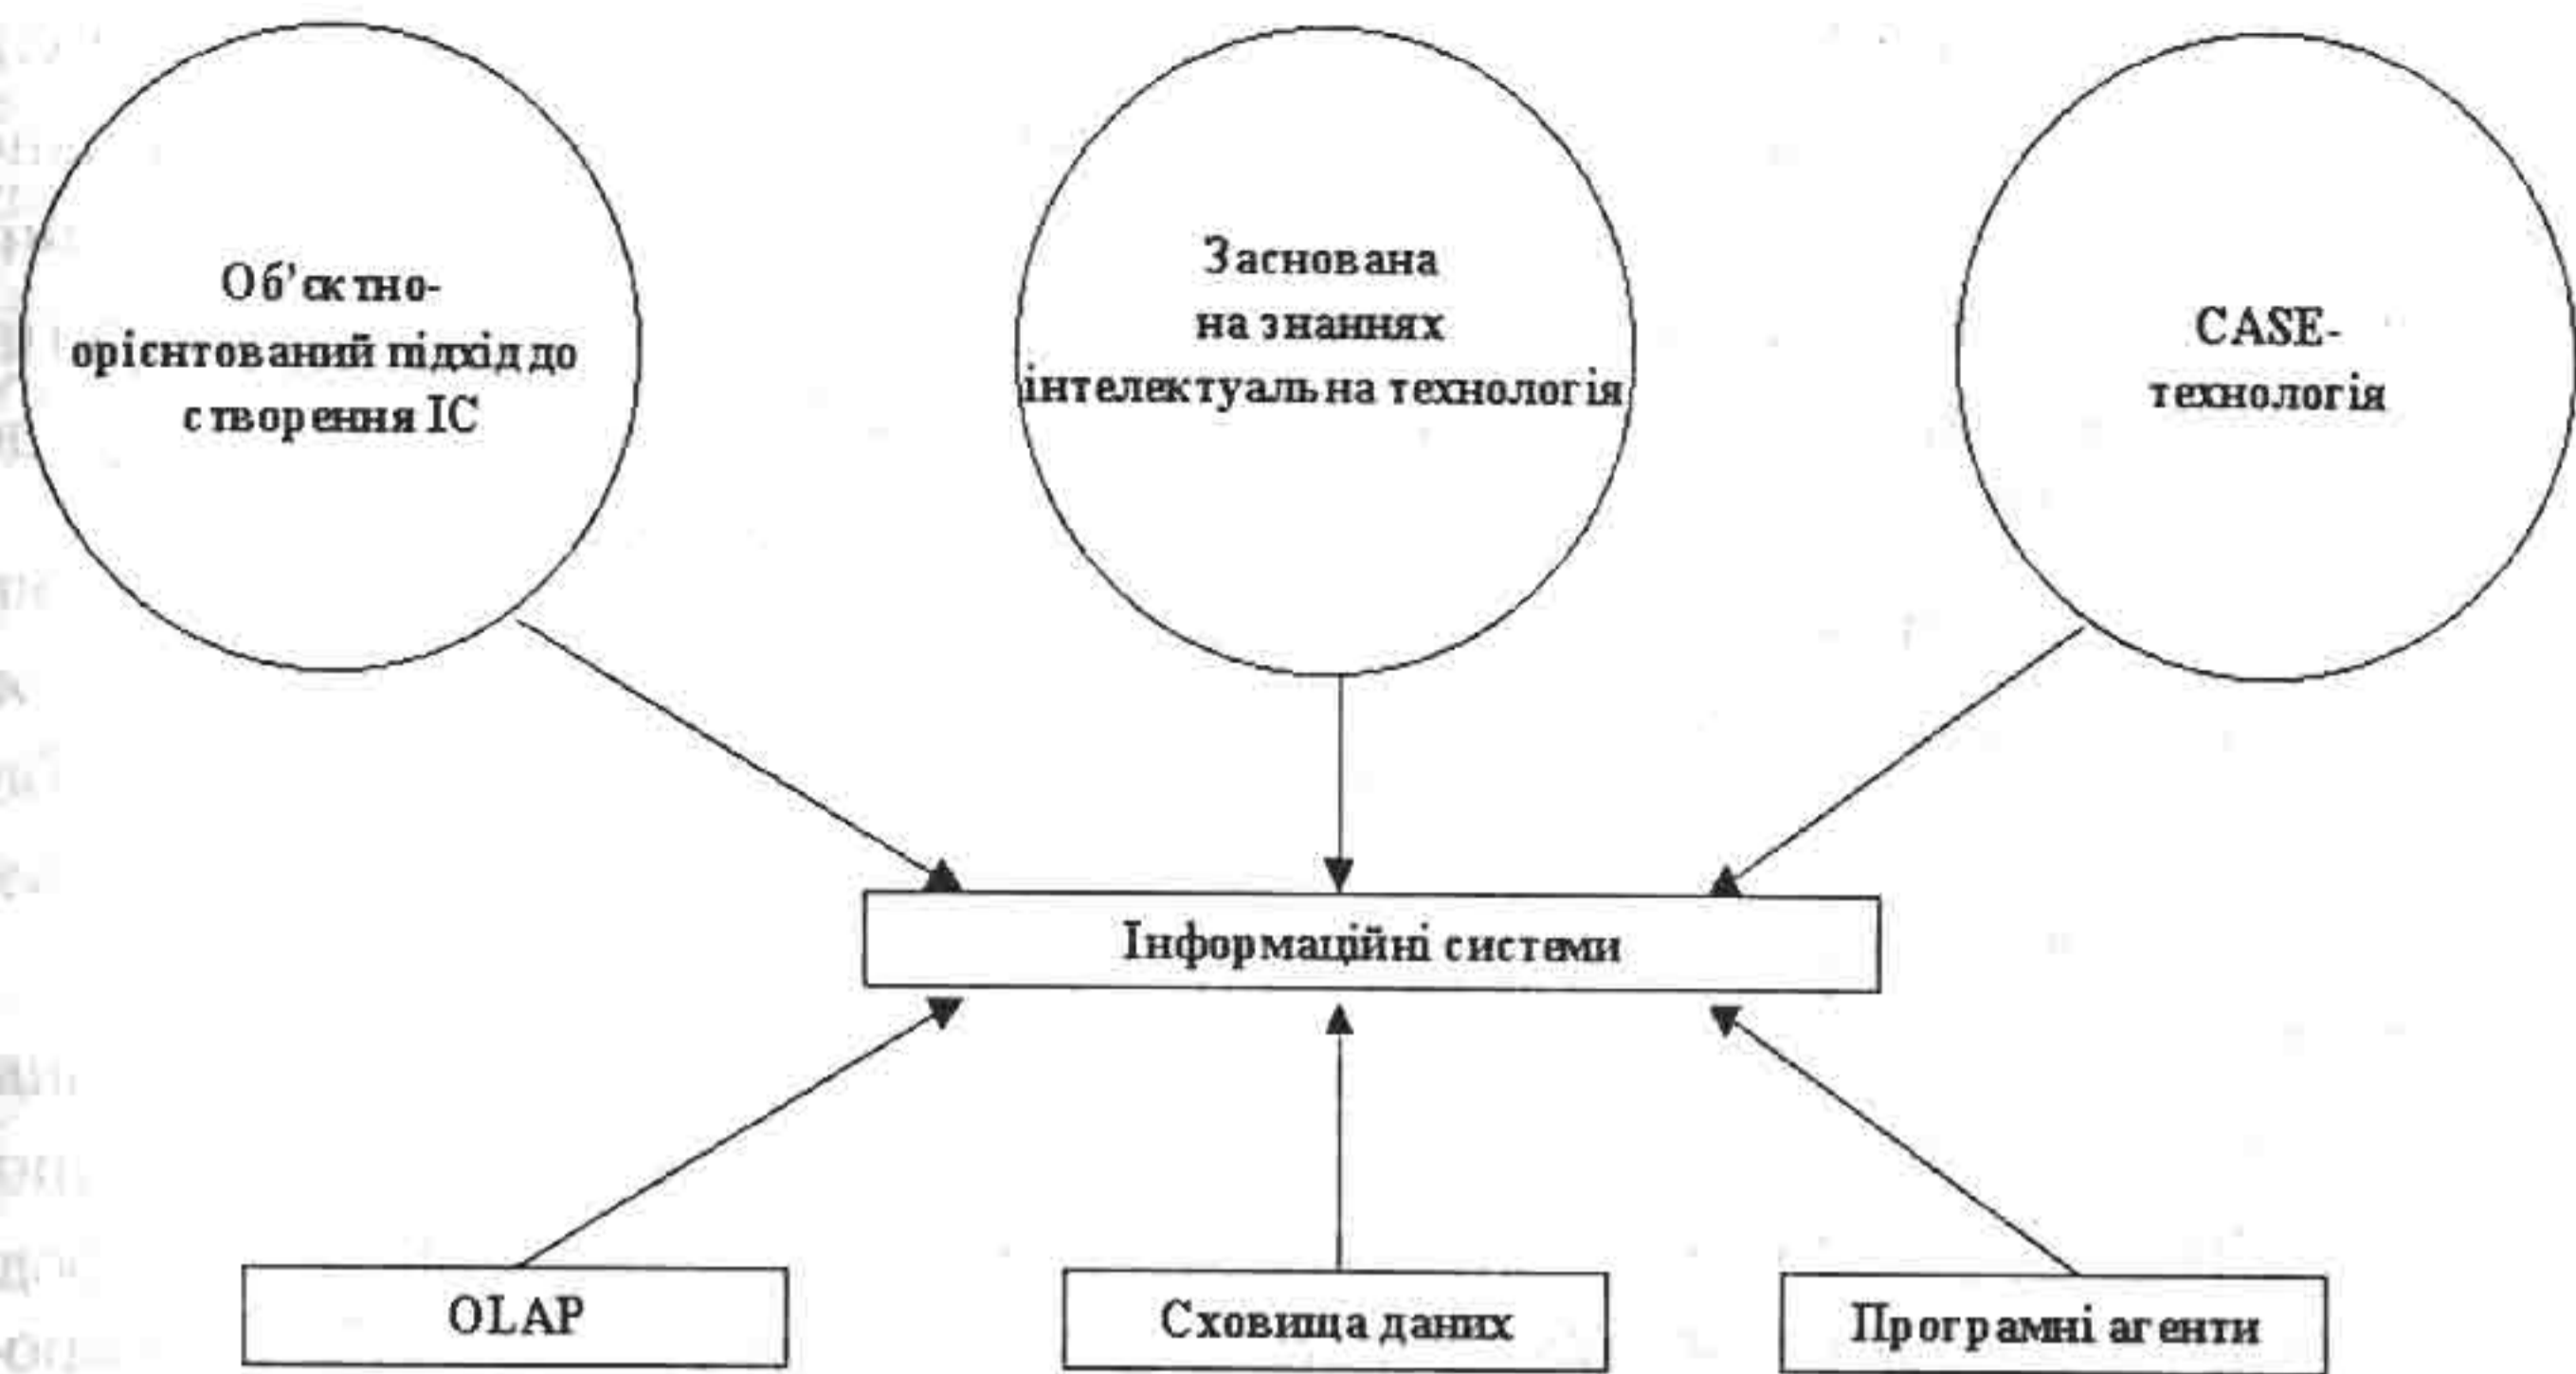 Об’єктно-
орієнтований підхід до
створення ІС
Заснована
на знаннях
інтелектуальна технологія
CASE-
технологія
Інформаційні системи
OLAP
Сховища даних
Програмні агенти